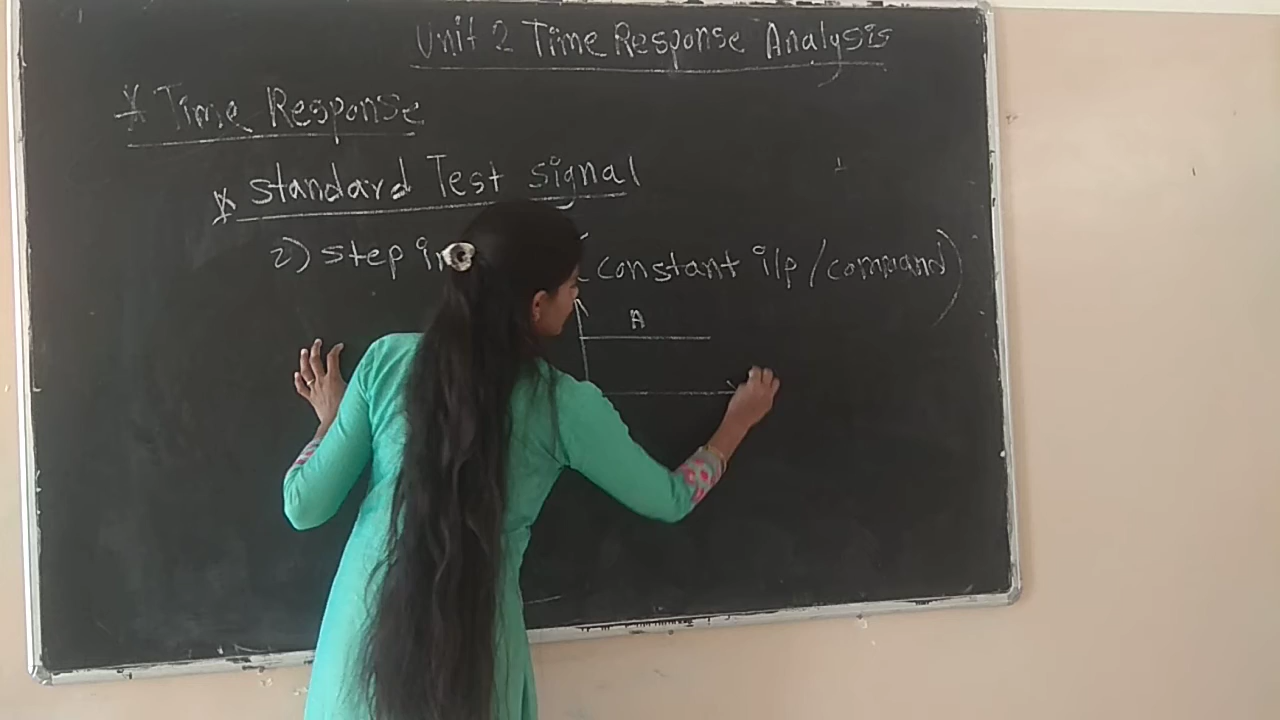 Unit 2 Time Response Analysis
* Time Response
* standard Test signal
2) step (constant i/p/command)
A